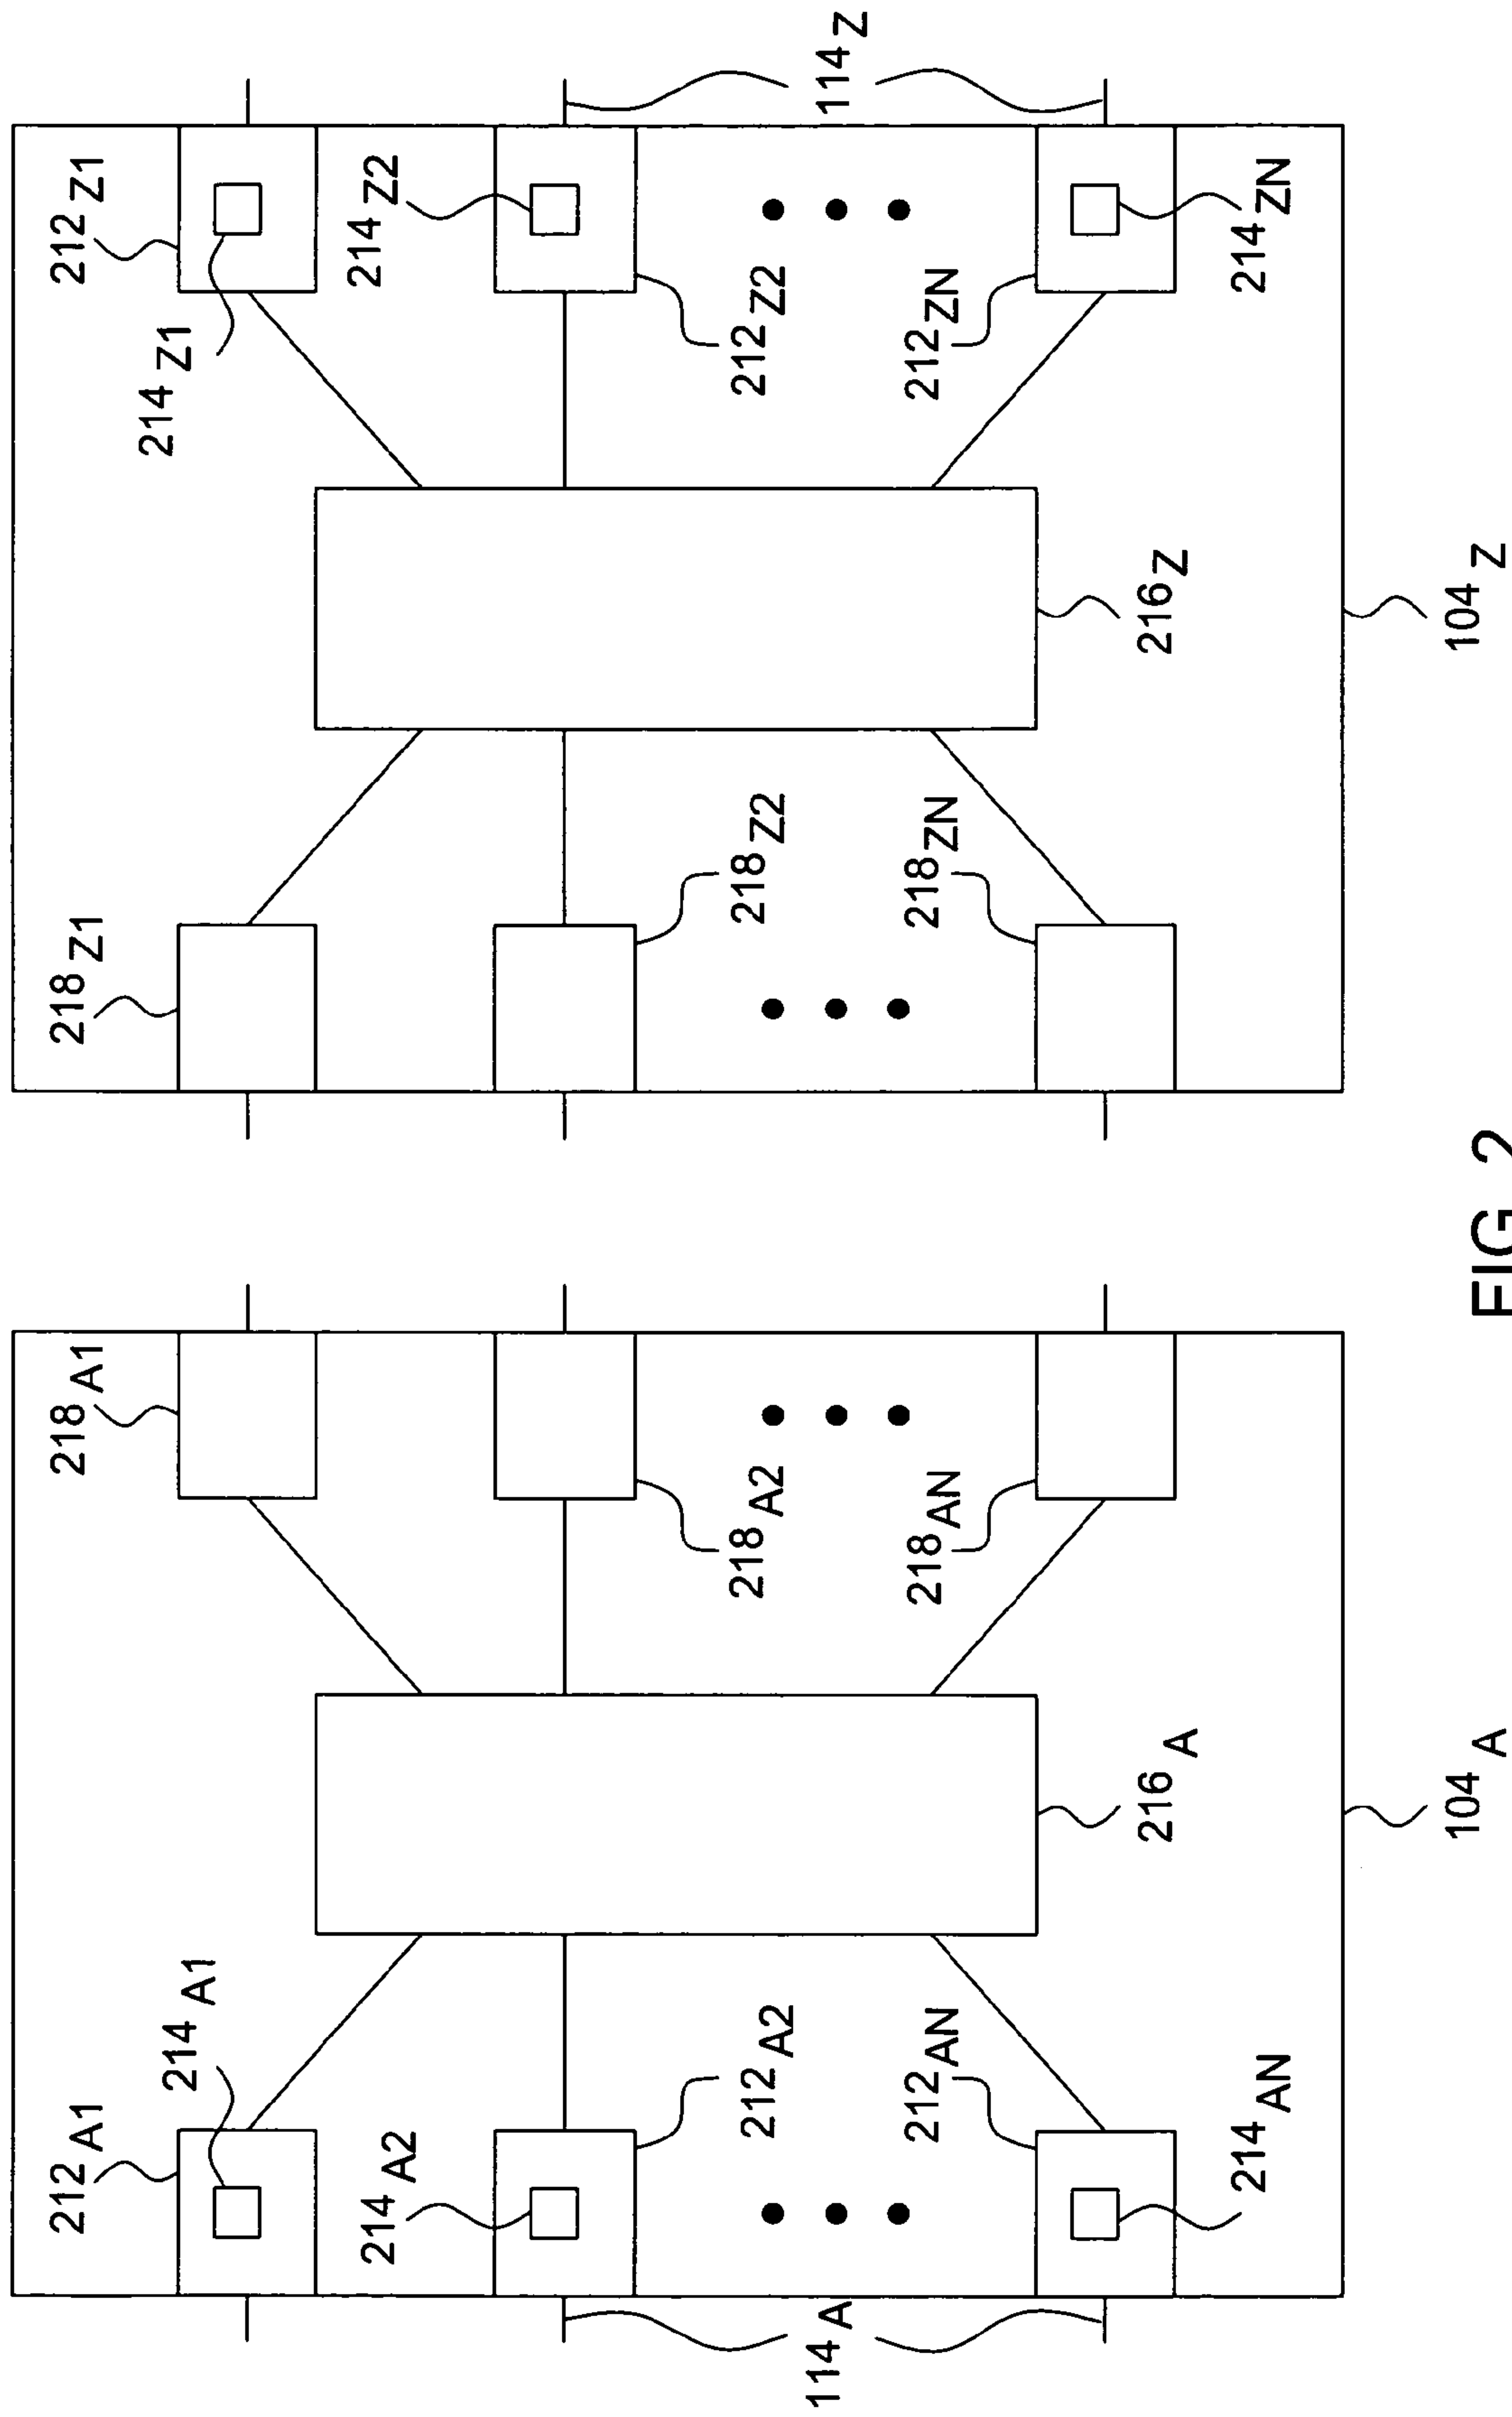 212 A1
214 A1
218 A1
214 A2
212 A2
218 A2
114 A
212 AN
218 AN
214 AN
216 A
104 A
218 Z1
212 Z1
214 Z1
214 Z2
218 Z2
212 Z2
114 Z
218 ZN
212 ZN
214 ZN
216 Z
104 Z
FIG. 2